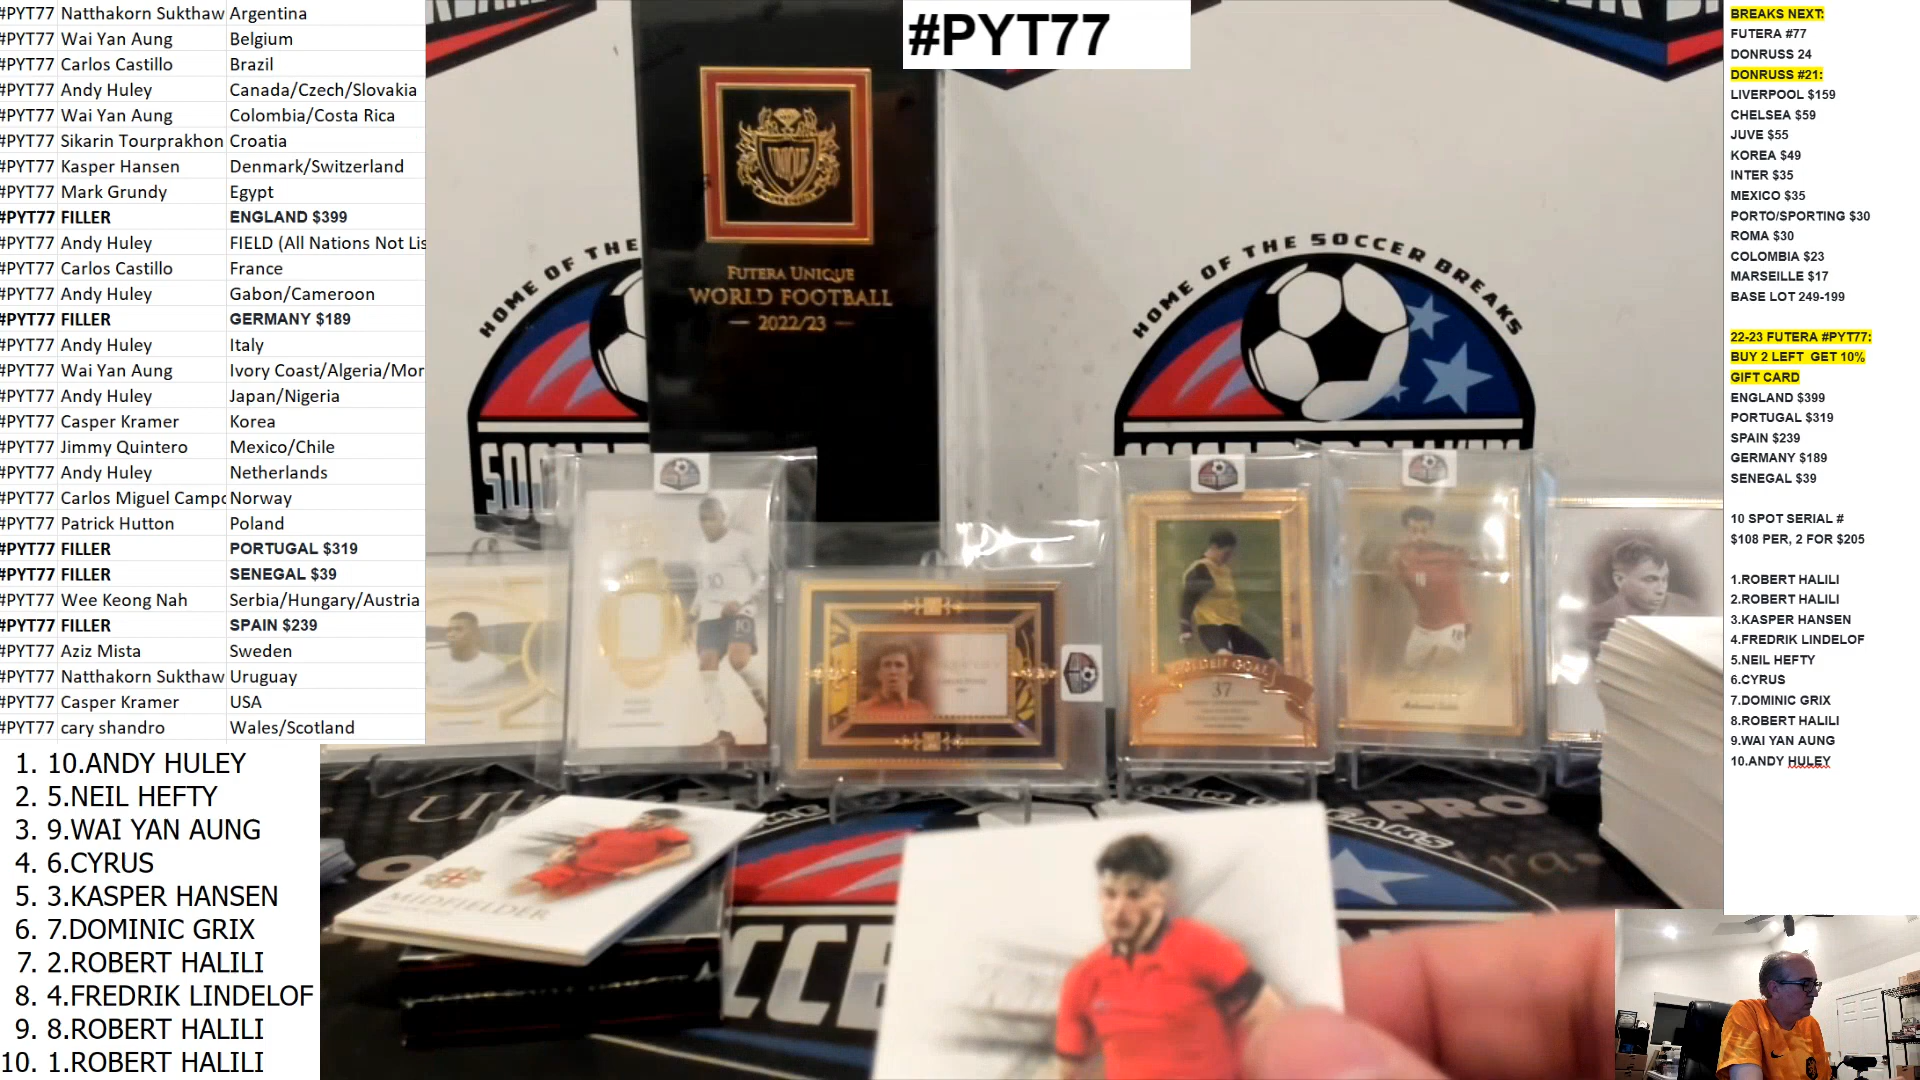 #PYT77 Natthakorn Sukthaw Argentina
#PYT77 Wai Yan Aung Belgium
#PYT77 Carlos Castillo Brazil
#PYT77 Andy Huley Canada/Czech/Slovakia
#PYT77 Wai Yan Aung Colombia/Costa Rica
#PYT77 Sikarin Tourprakhon Croatia
#PYT77 Kasper Hansen Denmark/Switzerland
#PYT77 Mark Grundy Egypt
#PYT77 FILLER ENGLAND $399
#PYT77 Andy Huley FIELD (All Nations Not Lis
#PYT77 Carlos Castillo France
#PYT77 Andy Huley Gabon/Cameroon
#PYT77 FILLER GERMANY $189
#PYT77 Andy Huley Italy
#PYT77 Wai Yan Aung Ivory Coast/Algeria/Mor
#PYT77 Andy Huley Japan/Nigeria
#PYT77 Casper Kramer Korea
#PYT77 Jimmy Quintero Mexico/Chile
#PYT77 Andy Huley Netherlands
#PYT77 Carlos Miguel Campo Norway
#PYT77 Patrick Hutton Poland
#PYT77 FILLER PORTUGAL $319
#PYT77 FILLER SENEGAL $39
#PYT77 Wee Keong Nah Serbia/Hungary/Austria
#PYT77 FILLER SPAIN $239
#PYT77 Aziz Mista Sweden
#PYT77 Natthakorn Sukthaw Uruguay
#PYT77 Casper Kramer USA
#PYT77 cary shandro Wales/Scotland
1. 10.ANDY HULEY
2. 5.NEIL HEFTY
3. 9.WAI YAN AUNG
4. 6.CYRUS
5. 3.KASPER HANSEN
6. 7.DOMINIC GRIX
7. 2.ROBERT HALILI
8. 4.FREDRIK LINDELOF
9. 8.ROBERT HALILI
10. 1.ROBERT HALILI
#PYT77
UNIQUE
FUTERA UNIQUE
WORLD FOOTBALL
— 2022/23 —
HOME OF THE
HOME OF THE SOCCER BREAKS
GOLDEN GOAL
37
MIDFIELDER
PRO
BREAKS NEXT:
FUTERA #77
DONRUSS 24
DONRUSS #21:
LIVERPOOL $159
CHELSEA $59
JUVE $55
KOREA $49
INTER $35
MEXICO $35
PORTO/SPORTING $30
ROMA $30
COLOMBIA $23
MARSEILLE $17
BASE LOT 249-199
22-23 FUTERA #PYT77:
BUY 2 LEFT GET 10%
GIFT CARD
ENGLAND $399
PORTUGAL $319
SPAIN $239
GERMANY $189
SENEGAL $39
10 SPOT SERIAL #
$108 PER, 2 FOR $205
1.ROBERT HALILI
2.ROBERT HALILI
3.KASPER HANSEN
4.FREDRIK LINDELOF
5.NEIL HEFTY
6.CYRUS
7.DOMINIC GRIX
8.ROBERT HALILI
9.WAI YAN AUNG
10.ANDY HULEY